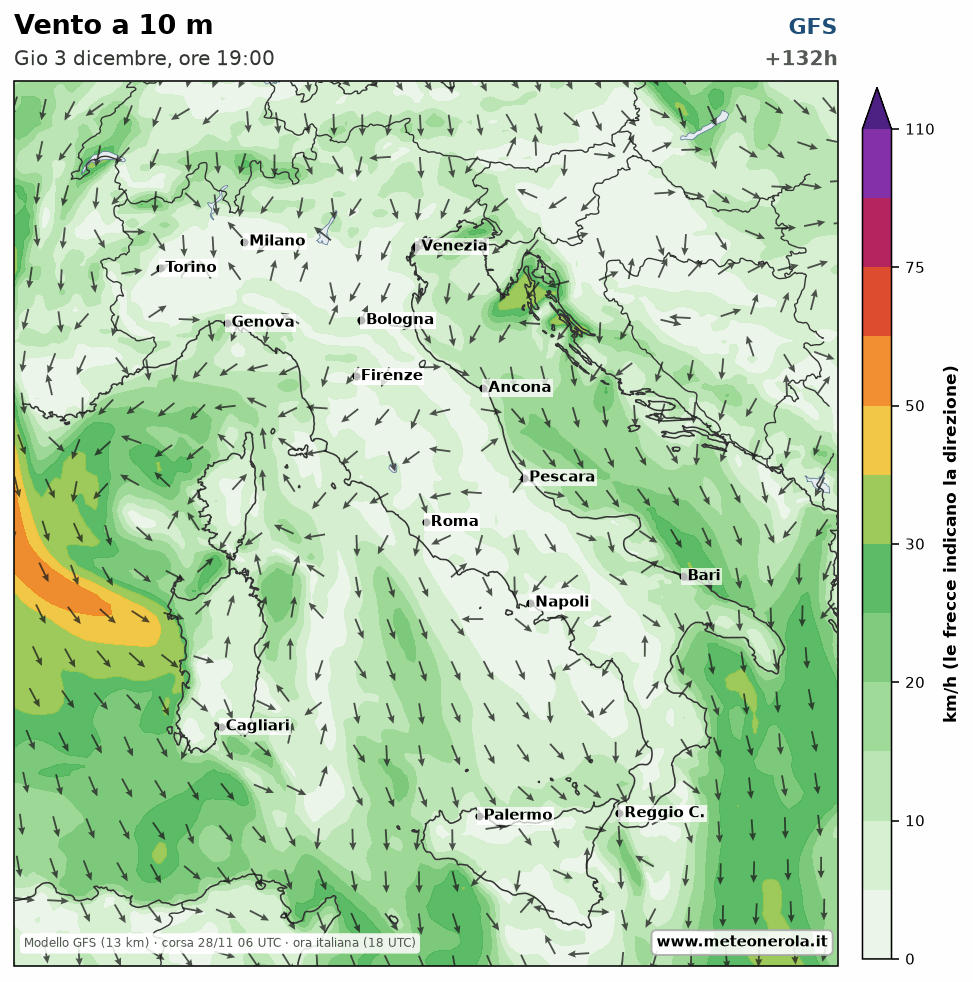 Vento a 10 m
GFS
Gio 3 dicembre, ore 19:00
+132h
Milano
Venezia
Torino
Genova
Bologna
Firenze
Ancona
Pescara
Roma
Bari
Napoli
Cagliari
Palermo
Reggio C.
Modello GFS (13 km) · corsa 28/11 06 UTC · ora italiana (18 UTC)
www.meteonerola.it
110
75
50
30
20
10
0
km/h (le frecce indicano la direzione)